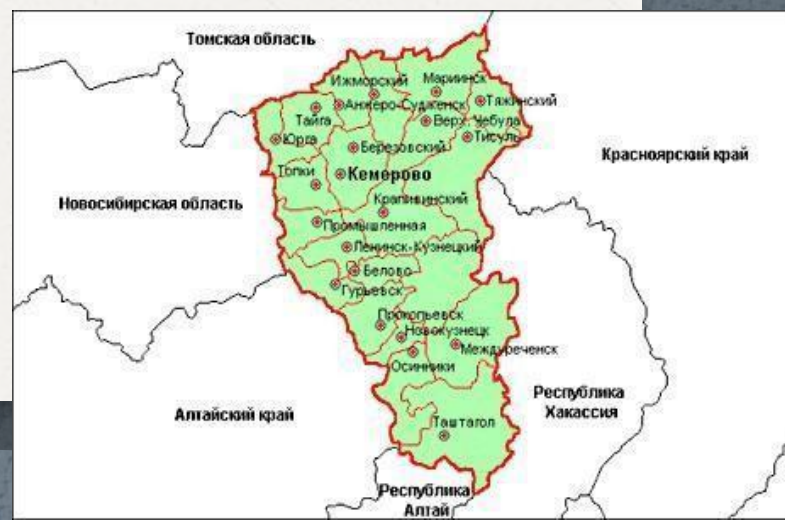 Томская область
Ижморский
Мариинск
Анжеро-Судженск
Тяжинский
Тайга
Верх. Чебула
Юрга
Березовский
Тисуль
Красноярский край
Топки
Кемерово
Новосибирская область
Крапивинский
Промышленная
Ленинск-Кузнецкий
Белово
Гурьевск
Прокопьевск
Новокузнецк
Междуреченск
Осинники
Республика
Хакассия
Алтайский край
Таштагол
Республика
Алтай